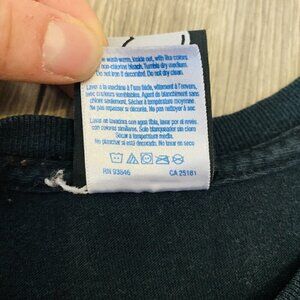 wash warm, inside out, with like colors.
non-chlorine bleach. Tumble dry medium.
Do not iron if decorated. Do not dry clean.
Laver à la machine à l'eau tiède, vêtement à l'envers,
avec couleurs semblables. Agent de blanchiment sans
chlore seulement. Sécher à température moyenne
Ne pas repasser si orné. Ne pas nettoyer à sec
Lavar en lavadora con agua tibia, lavar por el revés
con colores similares. Solo blanqueador sin cloro
Secar a temperatura media.
No planchar si está decorado. No lavar en seco
RN 93846 CA 25181